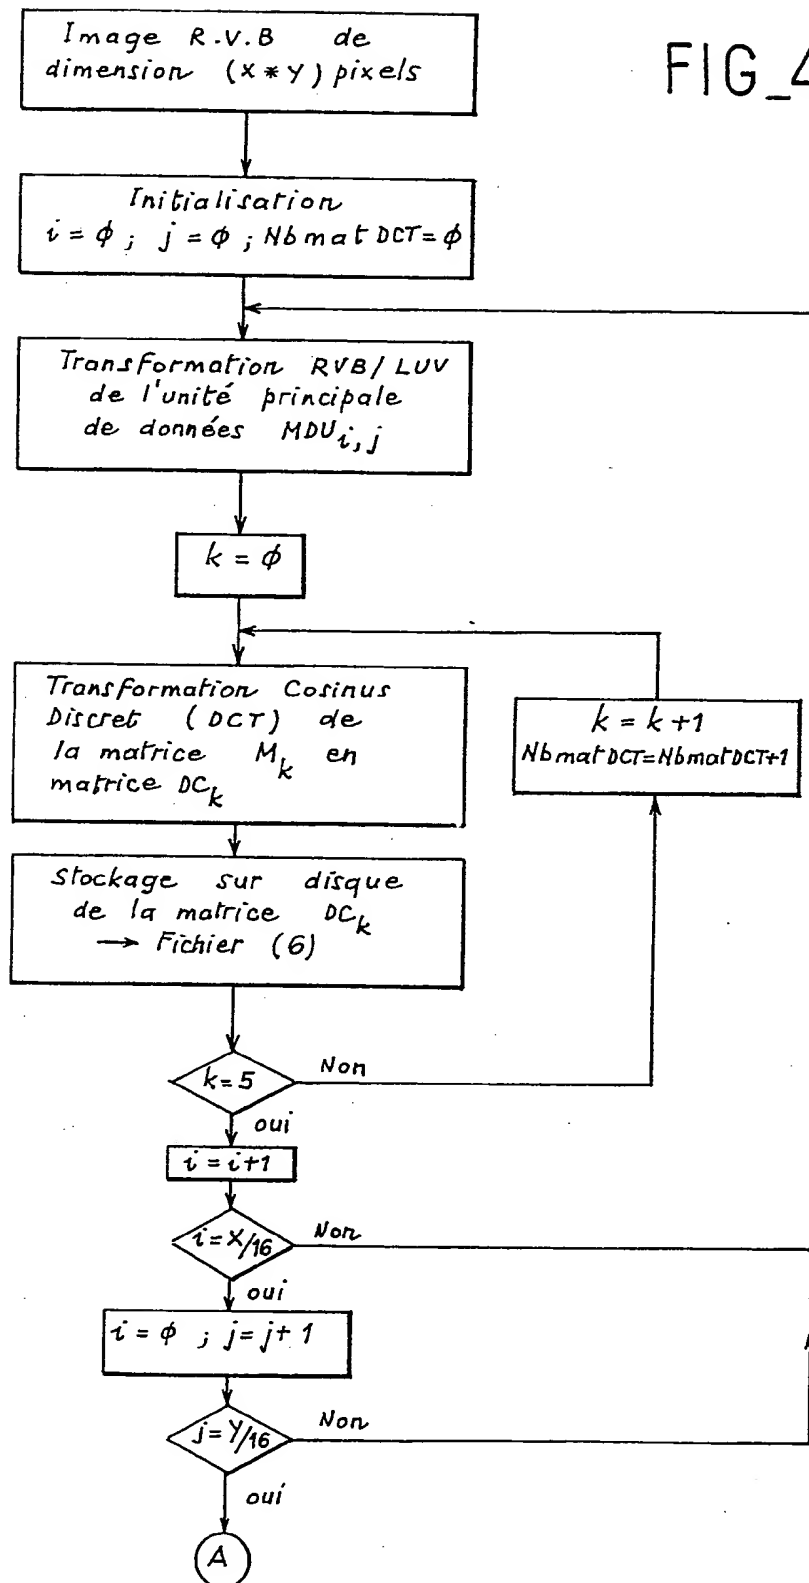 Image R.V.B de
dimension (X * Y) pixels
FIG_4
Initialisation
i = ϕ ; j = ϕ ; Nb mat DCT = ϕ
Transformation RVB/LUV
de l'unité principale
de données MDU i, j
k = ϕ
Transformation Cosinus
Discret (DCT) de
la matrice M k en
matrice DC k
k = k+1
Nb mat DCT = Nb mat DCT+1
Stockage sur disque
de la matrice DC k
→ Fichier (6)
k = 5
Non
oui
i = i+1
i = X/16
Non
oui
i = ϕ ; j = j + 1
j = Y/16
Non
oui
A